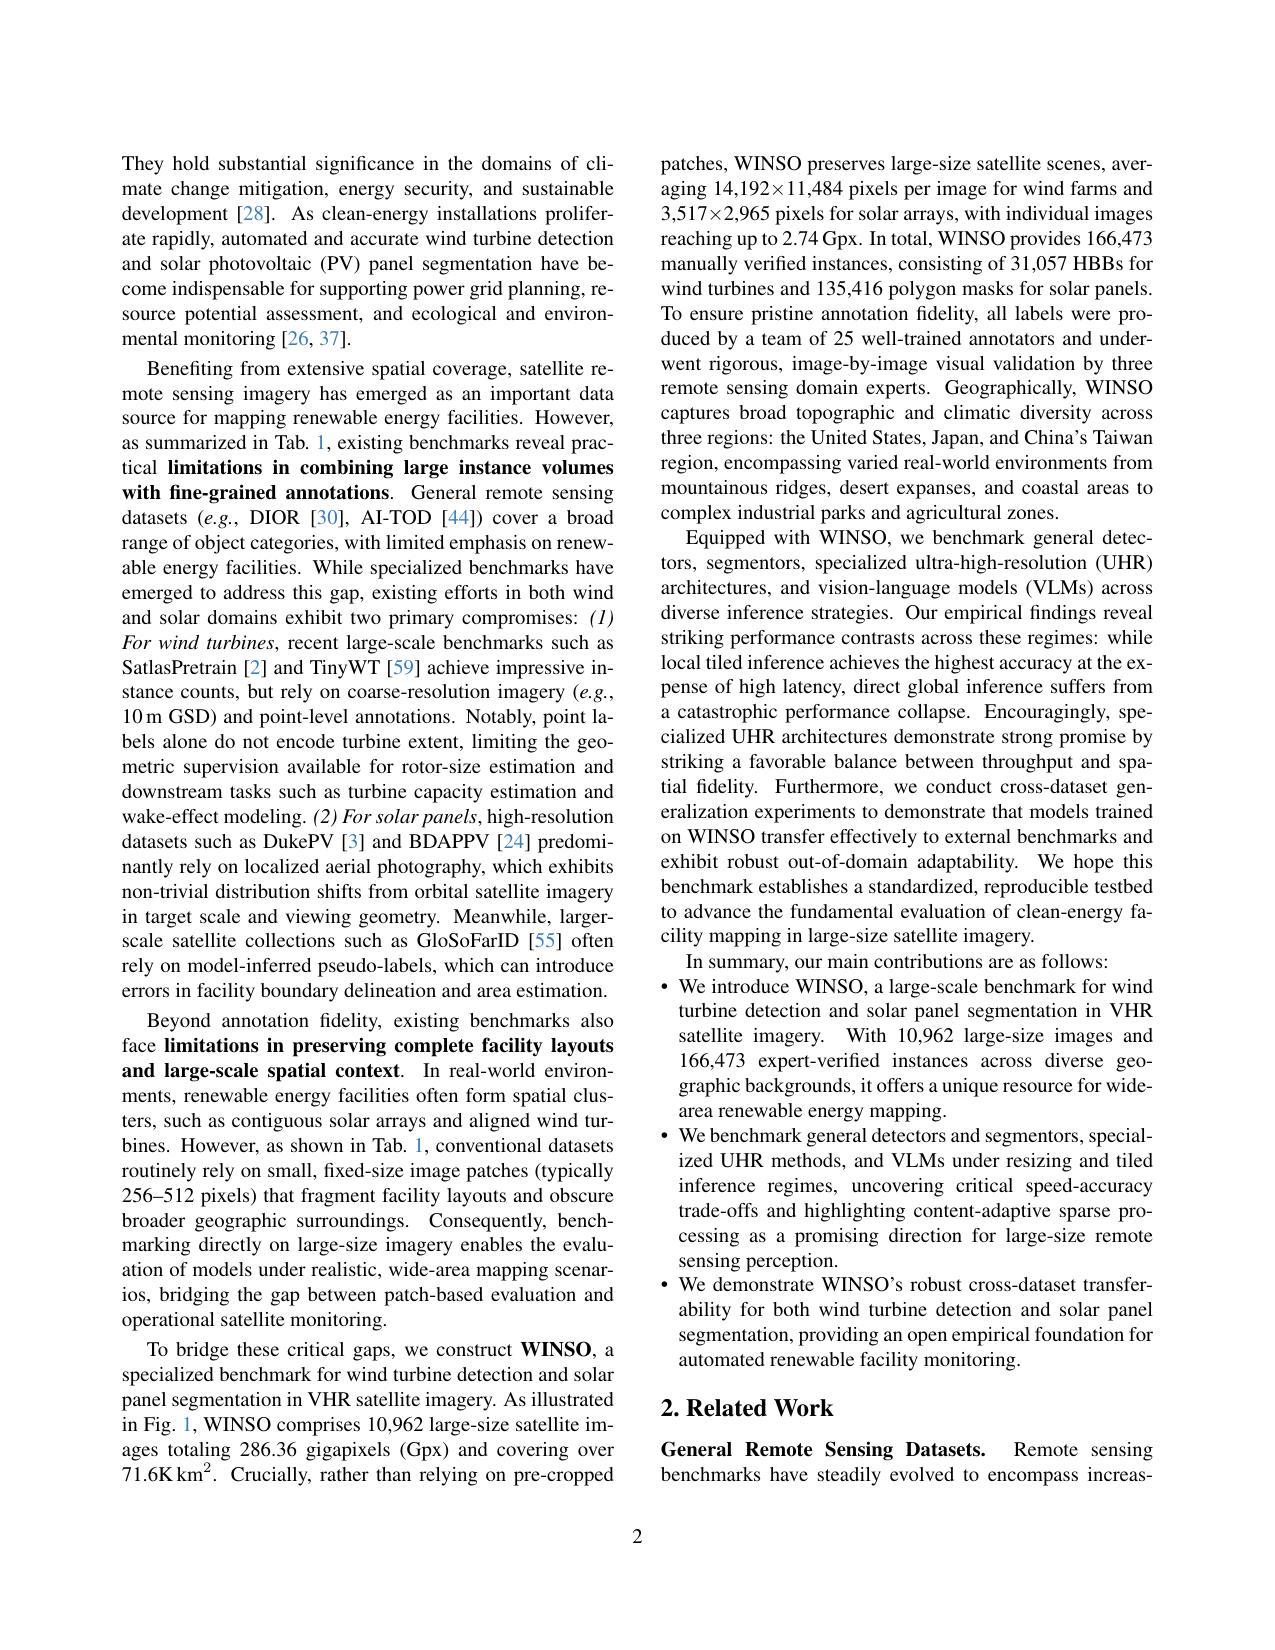 They hold substantial significance in the domains of cli-
mate change mitigation, energy security, and sustainable
development [28]. As clean-energy installations prolifer-
ate rapidly, automated and accurate wind turbine detection
and solar photovoltaic (PV) panel segmentation have be-
come indispensable for supporting power grid planning, re-
source potential assessment, and ecological and environ-
mental monitoring [26, 37].
Benefiting from extensive spatial coverage, satellite re-
mote sensing imagery has emerged as an important data
source for mapping renewable energy facilities. However,
as summarized in Tab. 1, existing benchmarks reveal prac-
tical limitations in combining large instance volumes
with fine-grained annotations. General remote sensing
datasets (e.g., DIOR [30], AI-TOD [44]) cover a broad
range of object categories, with limited emphasis on renew-
able energy facilities. While specialized benchmarks have
emerged to address this gap, existing efforts in both wind
and solar domains exhibit two primary compromises: (1)
For wind turbines, recent large-scale benchmarks such as
SatlasPretrain [2] and TinyWT [59] achieve impressive in-
stance counts, but rely on coarse-resolution imagery (e.g.,
10 m GSD) and point-level annotations. Notably, point la-
bels alone do not encode turbine extent, limiting the geo-
metric supervision available for rotor-size estimation and
downstream tasks such as turbine capacity estimation and
wake-effect modeling. (2) For solar panels, high-resolution
datasets such as DukePV [3] and BDAPPV [24] predomi-
nantly rely on localized aerial photography, which exhibits
non-trivial distribution shifts from orbital satellite imagery
in target scale and viewing geometry. Meanwhile, larger-
scale satellite collections such as GloSoFarID [55] often
rely on model-inferred pseudo-labels, which can introduce
errors in facility boundary delineation and area estimation.
Beyond annotation fidelity, existing benchmarks also
face limitations in preserving complete facility layouts
and large-scale spatial context. In real-world environ-
ments, renewable energy facilities often form spatial clus-
ters, such as contiguous solar arrays and aligned wind tur-
bines. However, as shown in Tab. 1, conventional datasets
routinely rely on small, fixed-size image patches (typically
256–512 pixels) that fragment facility layouts and obscure
broader geographic surroundings. Consequently, bench-
marking directly on large-size imagery enables the evalu-
ation of models under realistic, wide-area mapping scenar-
ios, bridging the gap between patch-based evaluation and
operational satellite monitoring.
To bridge these critical gaps, we construct WINSO, a
specialized benchmark for wind turbine detection and solar
panel segmentation in VHR satellite imagery. As illustrated
in Fig. 1, WINSO comprises 10,962 large-size satellite im-
ages totaling 286.36 gigapixels (Gpx) and covering over
71.6K km². Crucially, rather than relying on pre-cropped
patches, WINSO preserves large-size satellite scenes, aver-
aging 14,192×11,484 pixels per image for wind farms and
3,517×2,965 pixels for solar arrays, with individual images
reaching up to 2.74 Gpx. In total, WINSO provides 166,473
manually verified instances, consisting of 31,057 HBBs for
wind turbines and 135,416 polygon masks for solar panels.
To ensure pristine annotation fidelity, all labels were pro-
duced by a team of 25 well-trained annotators and under-
went rigorous, image-by-image visual validation by three
remote sensing domain experts. Geographically, WINSO
captures broad topographic and climatic diversity across
three regions: the United States, Japan, and China's Taiwan
region, encompassing varied real-world environments from
mountainous ridges, desert expanses, and coastal areas to
complex industrial parks and agricultural zones.
Equipped with WINSO, we benchmark general detec-
tors, segmentors, specialized ultra-high-resolution (UHR)
architectures, and vision-language models (VLMs) across
diverse inference strategies. Our empirical findings reveal
striking performance contrasts across these regimes: while
local tiled inference achieves the highest accuracy at the ex-
pense of high latency, direct global inference suffers from
a catastrophic performance collapse. Encouragingly, spe-
cialized UHR architectures demonstrate strong promise by
striking a favorable balance between throughput and spa-
tial fidelity. Furthermore, we conduct cross-dataset gen-
eralization experiments to demonstrate that models trained
on WINSO transfer effectively to external benchmarks and
exhibit robust out-of-domain adaptability. We hope this
benchmark establishes a standardized, reproducible testbed
to advance the fundamental evaluation of clean-energy fa-
cility mapping in large-size satellite imagery.
In summary, our main contributions are as follows:
• We introduce WINSO, a large-scale benchmark for wind
turbine detection and solar panel segmentation in VHR
satellite imagery. With 10,962 large-size images and
166,473 expert-verified instances across diverse geo-
graphic backgrounds, it offers a unique resource for wide-
area renewable energy mapping.
• We benchmark general detectors and segmentors, special-
ized UHR methods, and VLMs under resizing and tiled
inference regimes, uncovering critical speed-accuracy
trade-offs and highlighting content-adaptive sparse pro-
cessing as a promising direction for large-size remote
sensing perception.
• We demonstrate WINSO's robust cross-dataset transfer-
ability for both wind turbine detection and solar panel
segmentation, providing an open empirical foundation for
automated renewable facility monitoring.
2. Related Work
General Remote Sensing Datasets. Remote sensing
benchmarks have steadily evolved to encompass increas-
2